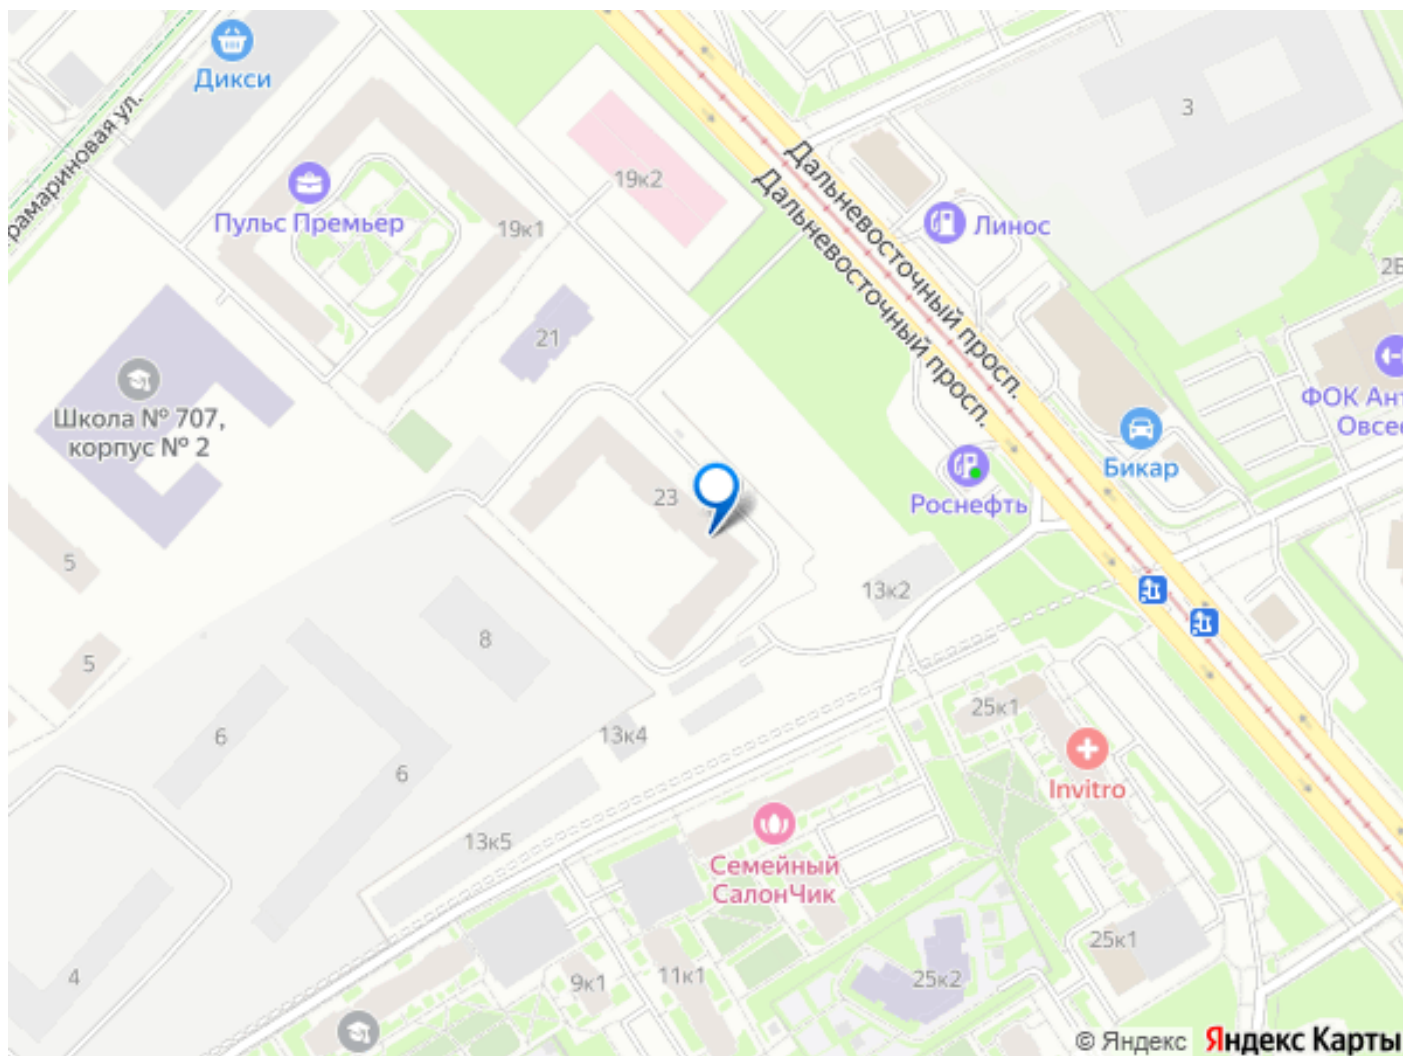 Дикси
рамариновая ул.
3
19к2
Дальневосточный просп.
Дальневосточный просп.
Пульс Премьер
19к1
Линос
2Б
21
Школа № 707,
корпус № 2
ФОК Ант
Овсе
Бикар
23
Роснефть
5
13к2
8
5
25к1
6
13к4
6
Invitro
13к5
Семейный
СалонЧик
25к1
4
9к1
11к1
25к2
© Яндекс Яндекс Карты